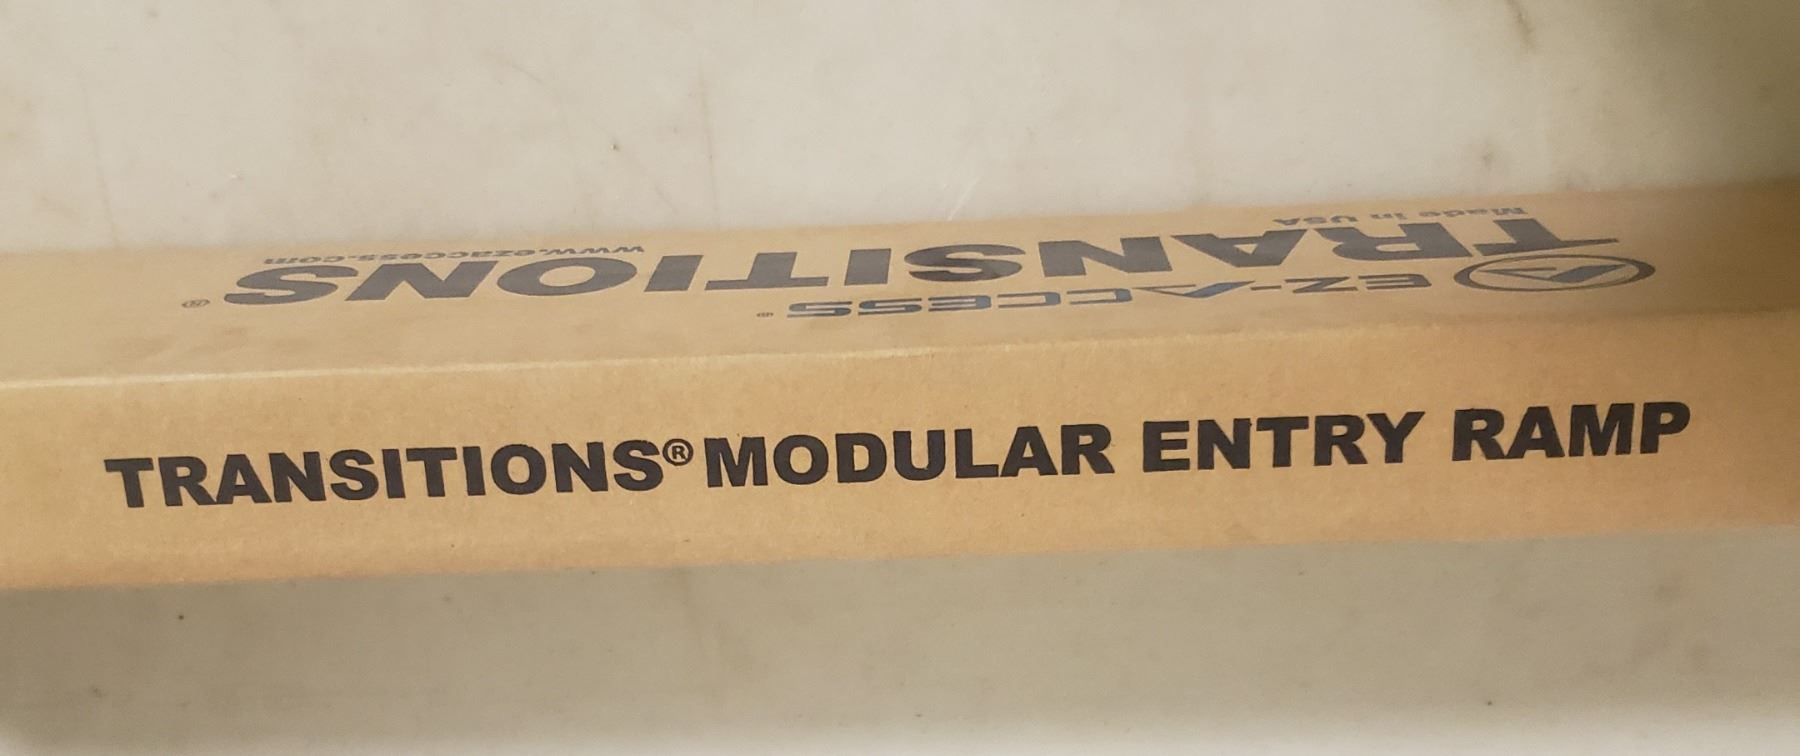 EZ-ACCESS®
TRANSITIONS®
Made in USA www.ezaccess.com
TRANSITIONS® MODULAR ENTRY RAMP